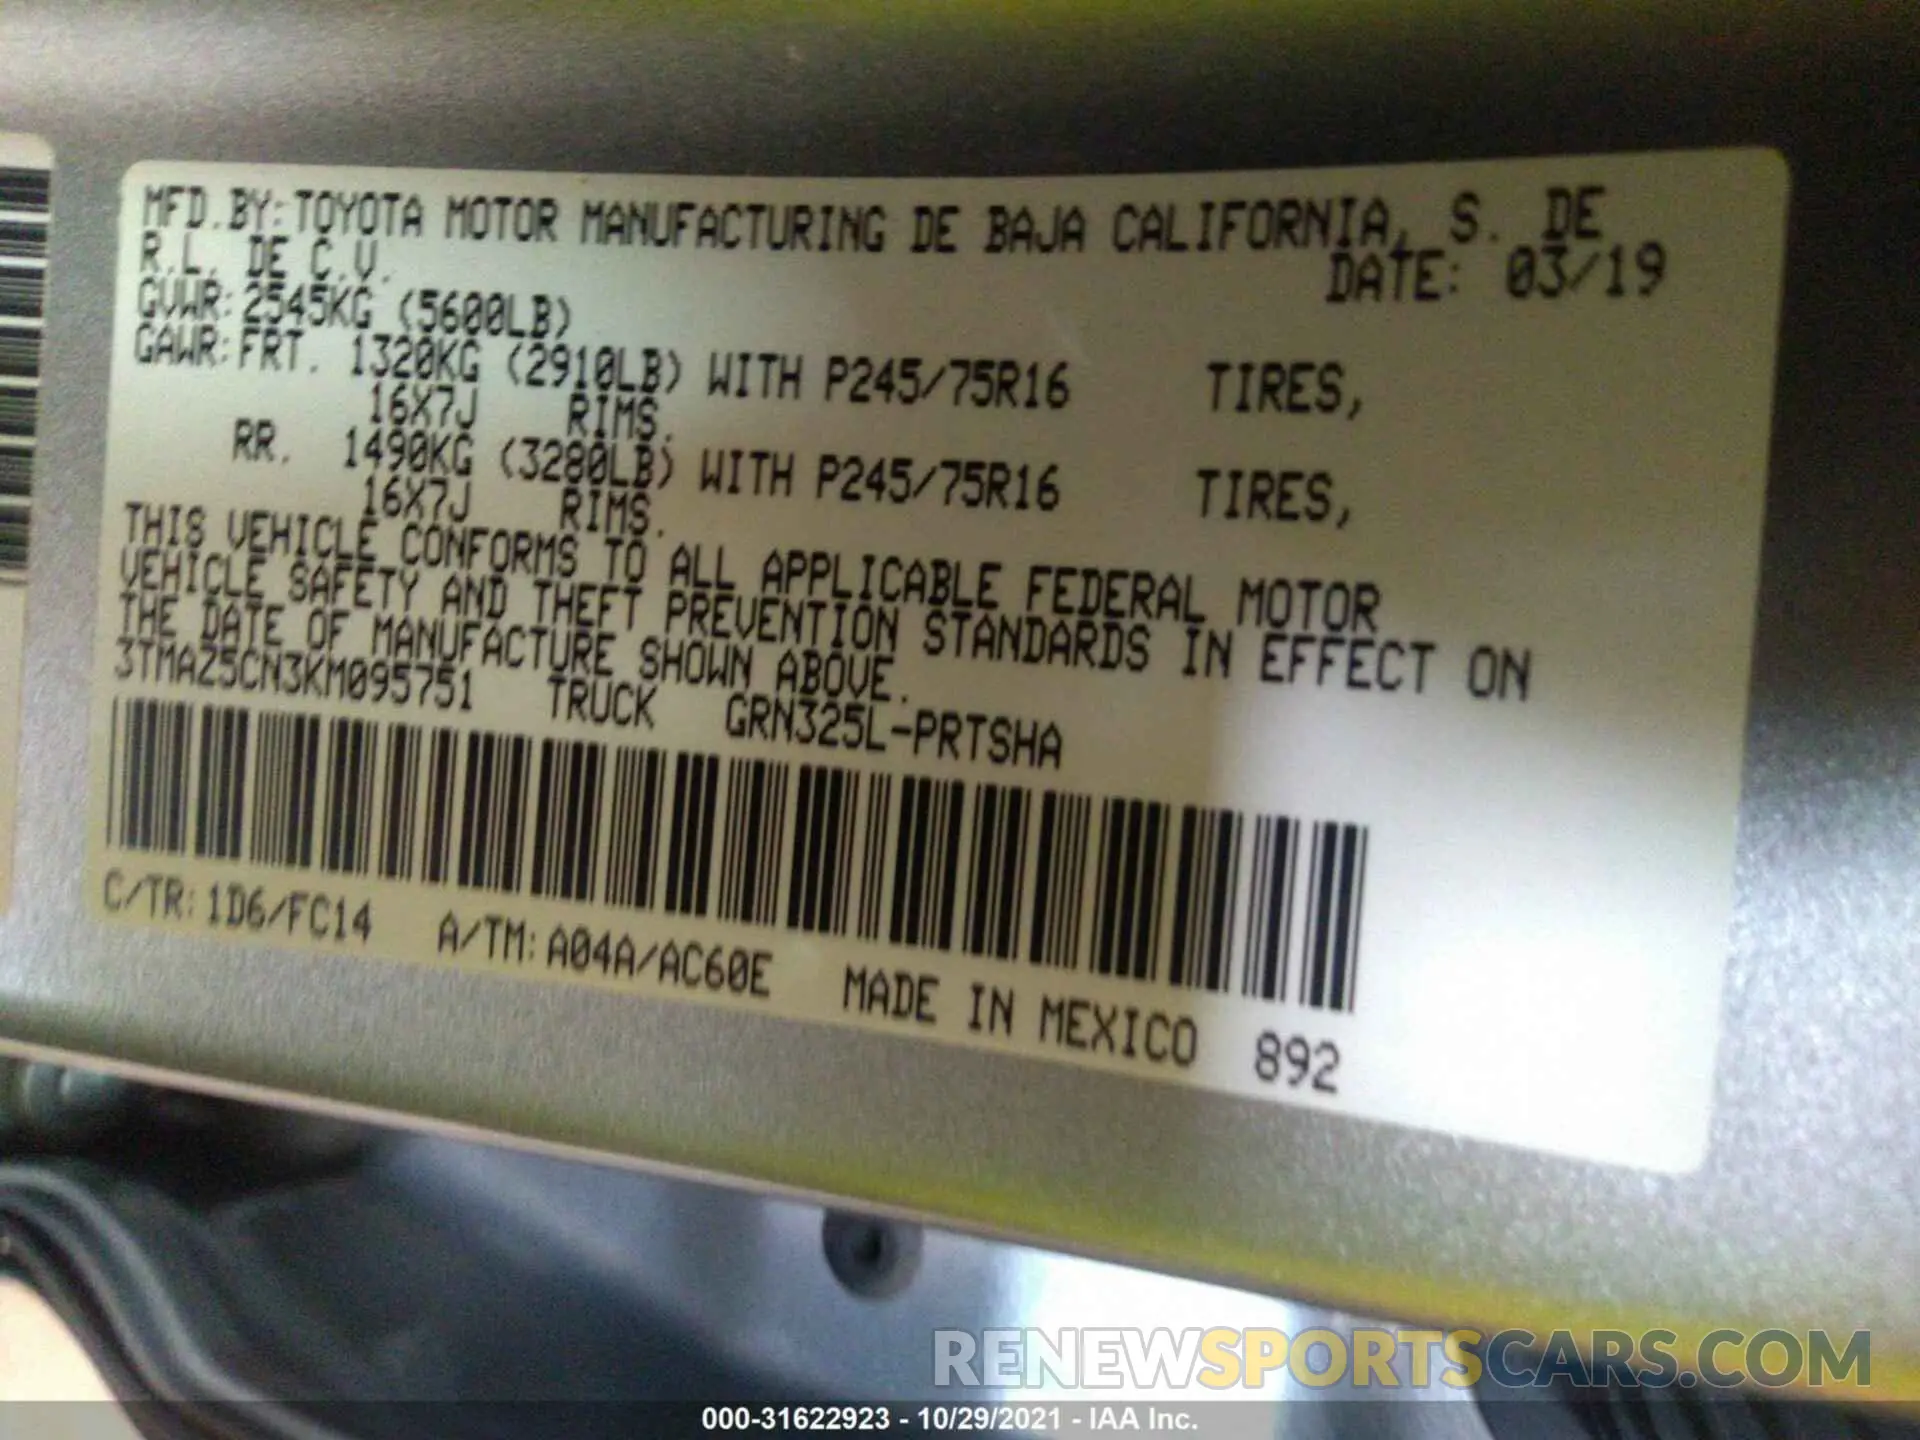 MFD.BY:TOYOTA MOTOR MANUFACTURING DE BAJA CALIFORNIA, S. DE
R.L. DE C.V. DATE: 03/19
GVWR:2545KG (5600LB)
GAWR:FRT. 1320KG (2910LB) WITH P245/75R16 TIRES,
16X7J RIMS.
RR. 1490KG (3280LB) WITH P245/75R16 TIRES,
16X7J RIMS.
THIS VEHICLE CONFORMS TO ALL APPLICABLE FEDERAL MOTOR
VEHICLE SAFETY AND THEFT PREVENTION STANDARDS IN EFFECT ON
THE DATE OF MANUFACTURE SHOWN ABOVE.
3TMAZ5CN3KM095751 TRUCK GRN325L-PRTSHA
C/TR:1D6/FC14 A/TM:A04A/AC60E MADE IN MEXICO 892
RENEWSPORTSCARS.COM
000-31622923 - 10/29/2021 - IAA Inc.